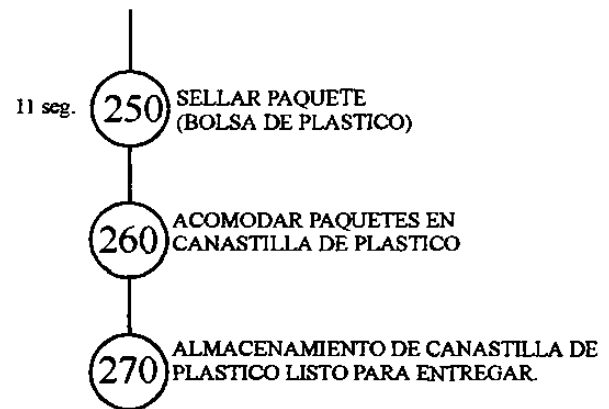 11 seg.
250
SELLAR PAQUETE
(BOLSA DE PLASTICO)
260
ACOMODAR PAQUETES EN
CANASTILLA DE PLASTICO
270
ALMACENAMIENTO DE CANASTILLA DE
PLASTICO LISTO PARA ENTREGAR.